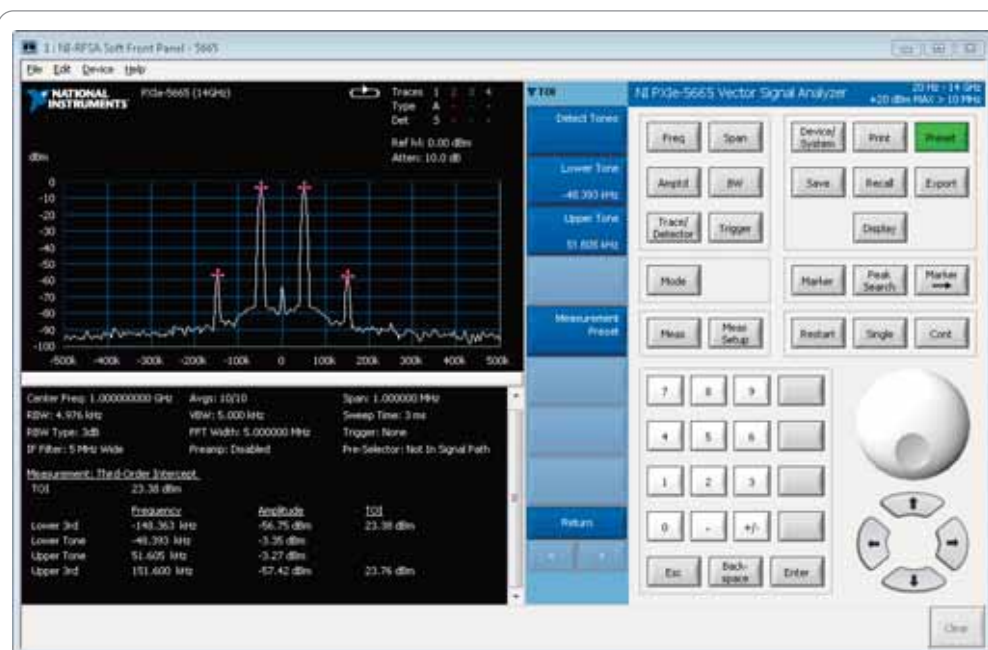 1 : NI-RFSA Soft Front Panel - 5665
File Edit Device Help
NATIONAL INSTRUMENTS
PXIe-5665 (14GHz)
Traces 1 2 3 4
Type A
Det S
Ref lvl: 0.00 dBm
Atten: 10.0 dB
dBm
0
-10
-20
-30
-40
-50
-60
-70
-80
-90
-100
-500k -400k -300k -200k -100k 0 100k 200k 300k 400k 500k
Center Freq: 1.000000000 GHz Avgs: 10/10 Span: 1.000000 MHz
RBW: 4.976 kHz VBW: 5.000 kHz Sweep Time: 3 ms
RBW Type: 3dB FFT Width: 5.000000 MHz Trigger: None
IF Filter: 5 MHz Wide Preamp: Disabled Pre-Selector: Not In Signal Path
Measurement: Third-Order Intercept
TOI 23.38 dBm
Frequency Amplitude TOI
Lower 3rd -148.363 kHz -56.75 dBm 23.38 dBm
Lower Tone -48.393 kHz -3.35 dBm
Upper Tone 51.605 kHz -3.27 dBm
Upper 3rd 151.600 kHz -57.42 dBm 23.76 dBm
TOI
Detect Tones
Lower Tone
-48.393 kHz
Upper Tone
51.605 kHz
Measurement Preset
Return
NI PXIe-5665 Vector Signal Analyzer
20 Hz - 14 GHz
+20 dBm MAX > 10 MHz
Freq Span Device/ System Print Preset
Amptd BW Save Recall Export
Trace/ Detector Trigger Display
Mode Marker Peak Search Marker
Meas Meas Setup Restart Single Cont
7 8 9
4 5 6
1 2 3
0 . +/-
Esc Back- space Enter
Clear